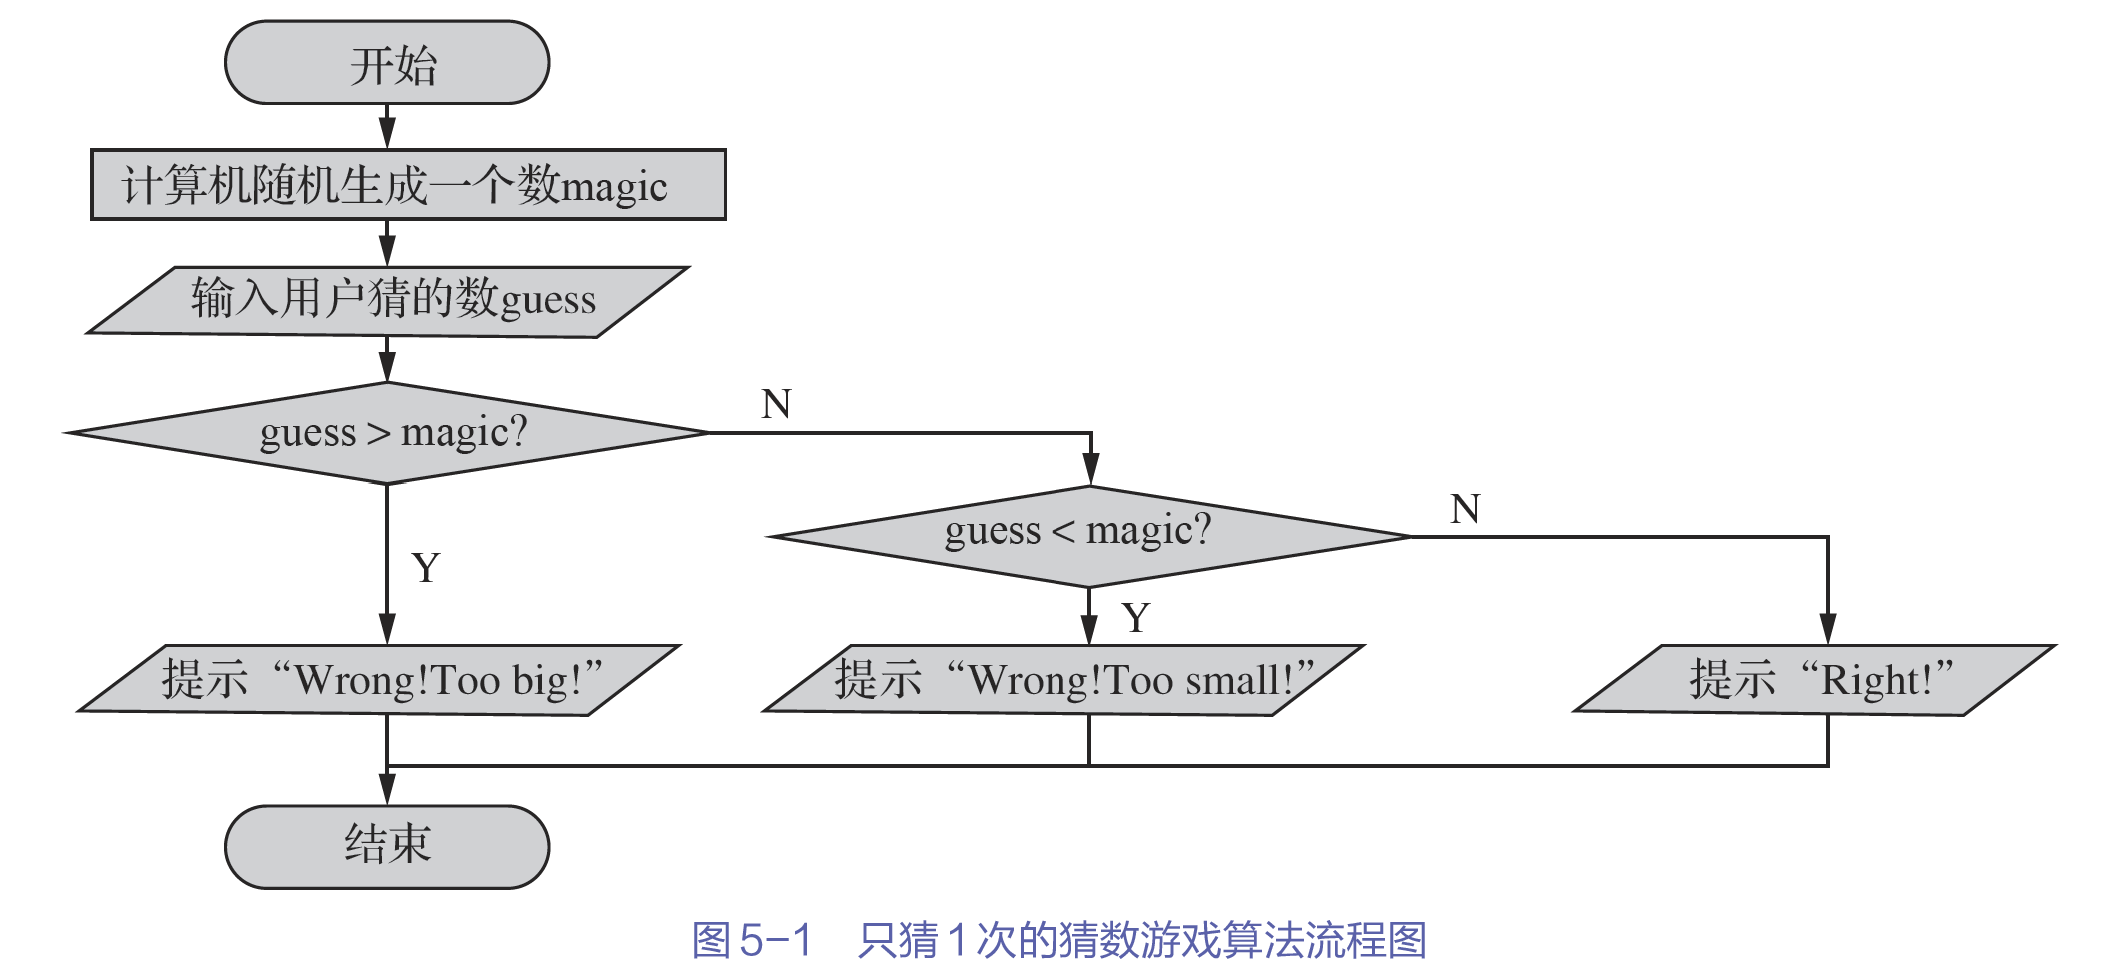 开始
计算机随机生成一个数magic
输入用户猜的数guess
guess > magic?
N
guess < magic?
N
Y
Y
提示 “Wrong!Too big!”
提示 “Wrong!Too small!”
提示 “Right!”
结束
图 5-1 只猜 1 次的猜数游戏算法流程图